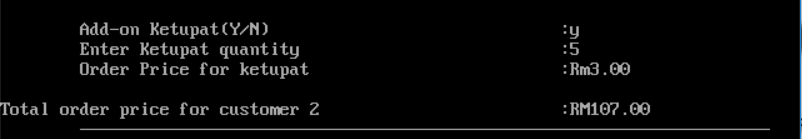 Add-on Ketupat(Y/N) :y
Enter Ketupat quantity :5
Order Price for ketupat :Rm3.00
Total order price for customer 2 :RM107.00